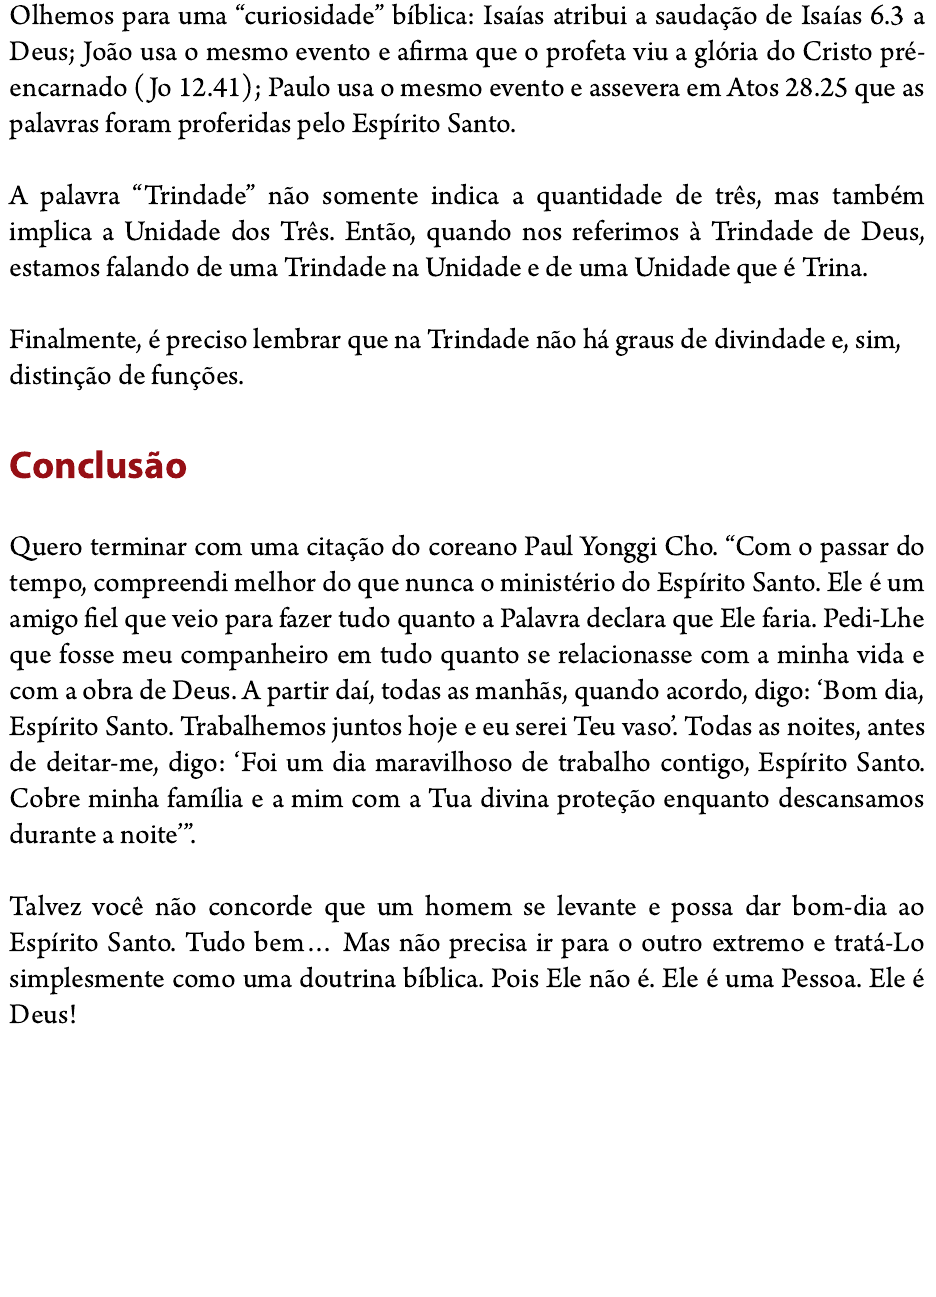 Olhemos para uma “curiosidade” bíblica: Isaías atribui a saudação de Isaías 6.3 a
Deus; João usa o mesmo evento e afirma que o profeta viu a glória do Cristo pré-
encarnado (Jo 12.41); Paulo usa o mesmo evento e assevera em Atos 28.25 que as
palavras foram proferidas pelo Espírito Santo.
A palavra “Trindade” não somente indica a quantidade de três, mas também
implica a Unidade dos Três. Então, quando nos referimos à Trindade de Deus,
estamos falando de uma Trindade na Unidade e de uma Unidade que é Trina.
Finalmente, é preciso lembrar que na Trindade não há graus de divindade e, sim,
distinção de funções.
Conclusão
Quero terminar com uma citação do coreano Paul Yonggi Cho. “Com o passar do
tempo, compreendi melhor do que nunca o ministério do Espírito Santo. Ele é um
amigo fiel que veio para fazer tudo quanto a Palavra declara que Ele faria. Pedi-Lhe
que fosse meu companheiro em tudo quanto se relacionasse com a minha vida e
com a obra de Deus. A partir daí, todas as manhãs, quando acordo, digo: ‘Bom dia,
Espírito Santo. Trabalhemos juntos hoje e eu serei Teu vaso’. Todas as noites, antes
de deitar-me, digo: ‘Foi um dia maravilhoso de trabalho contigo, Espírito Santo.
Cobre minha família e a mim com a Tua divina proteção enquanto descansamos
durante a noite’”.
Talvez você não concorde que um homem se levante e possa dar bom-dia ao
Espírito Santo. Tudo bem… Mas não precisa ir para o outro extremo e tratá-Lo
simplesmente como uma doutrina bíblica. Pois Ele não é. Ele é uma Pessoa. Ele é
Deus!